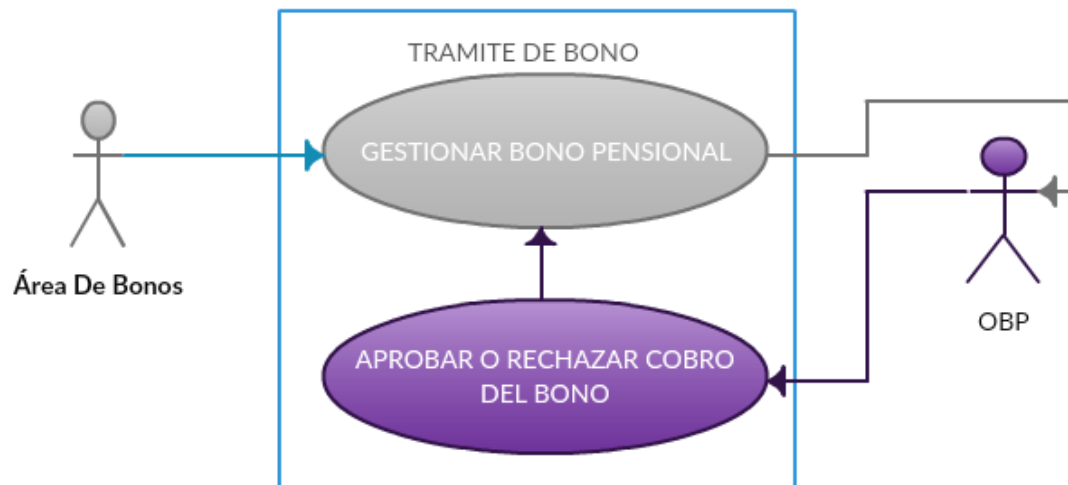 TRAMITE DE BONO
GESTIONAR BONO PENSIONAL
Área De Bonos
OBP
APROBAR O RECHAZAR COBRO
DEL BONO